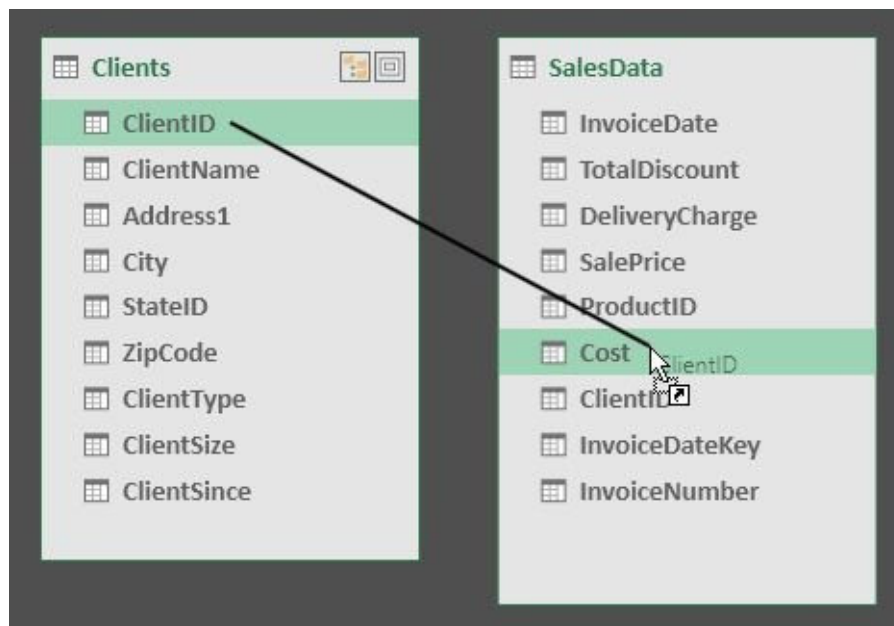 Clients
ClientID
ClientName
Address1
City
StateID
ZipCode
ClientType
ClientSize
ClientSince
SalesData
InvoiceDate
TotalDiscount
DeliveryCharge
SalePrice
ProductID
Cost
ClientID
ClientID
InvoiceDateKey
InvoiceNumber